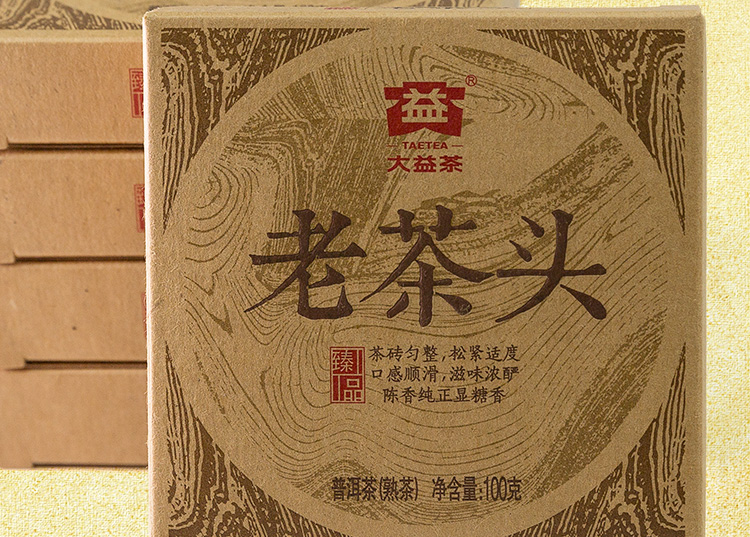 益®
TAETEA
大益茶
老茶头
臻品
茶砖匀整,松紧适度
口感顺滑,滋味浓酽
陈香纯正显糖香
普洱茶(熟茶) 净含量:100克